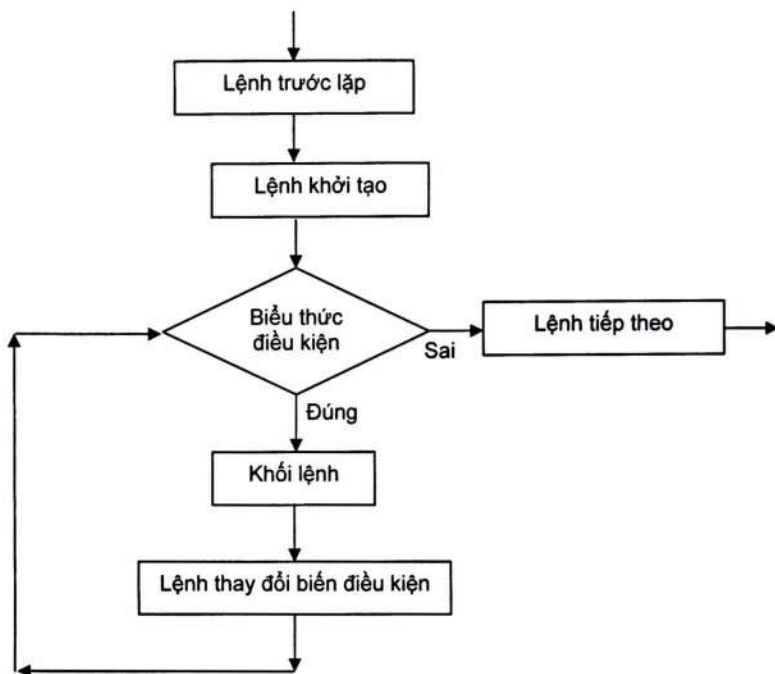 Lệnh trước lặp
Lệnh khởi tạo
Biểu thức
điều kiện
Sai
Lệnh tiếp theo
Đúng
Khối lệnh
Lệnh thay đổi biến điều kiện